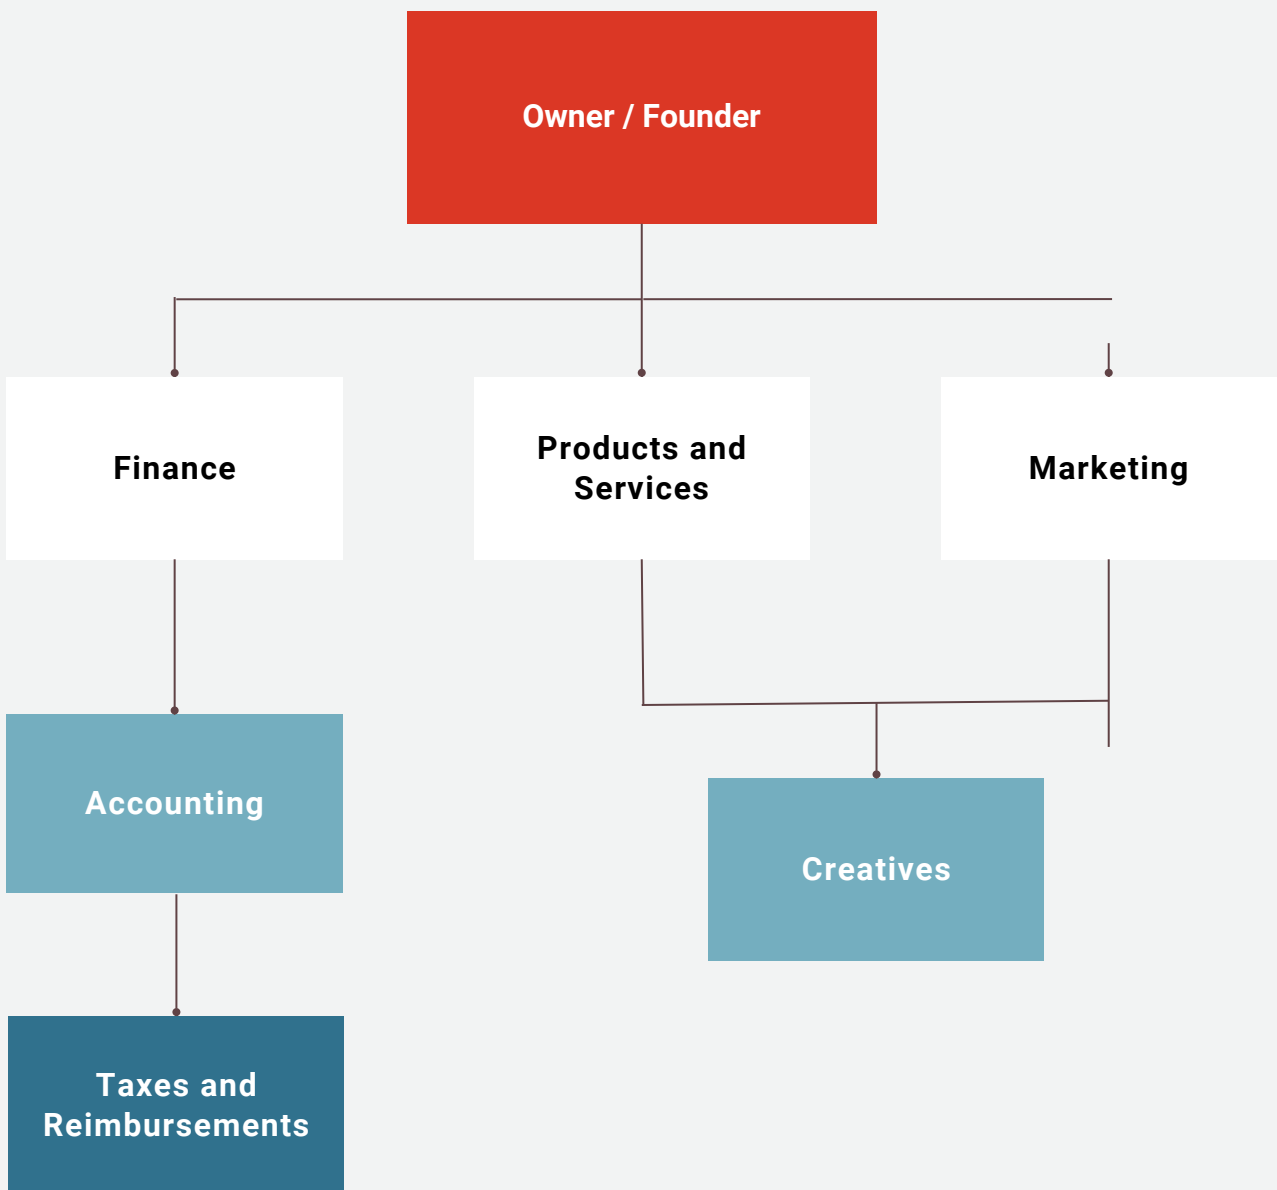 Owner / Founder
Finance
Products and
Services
Marketing
Accounting
Creatives
Taxes and
Reimbursements